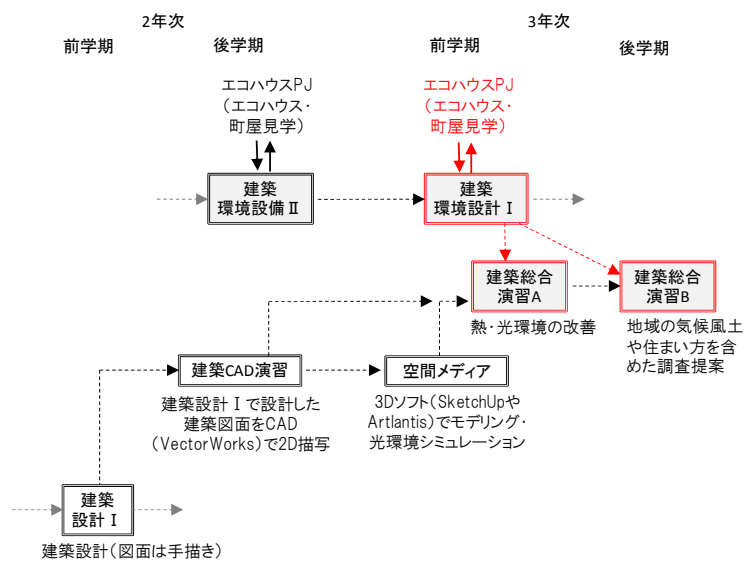 2年次
3年次
前学期
後学期
前学期
後学期
エコハウスPJ
（エコハウス・
町屋見学）
エコハウスPJ
（エコハウス・
町屋見学）
建築
環境設備Ⅱ
建築
環境設計Ⅰ
建築総合
演習A
建築総合
演習B
熱・光環境の改善
地域の気候風土
や住まい方を含
めた調査提案
建築CAD演習
空間メディア
建築設計Ⅰで設計した
建築図面をCAD
（VectorWorks）で2D描写
3Dソフト（SketchUpや
Artlantis）でモデリング・
光環境シミュレーション
建築
設計Ⅰ
建築設計（図面は手描き）